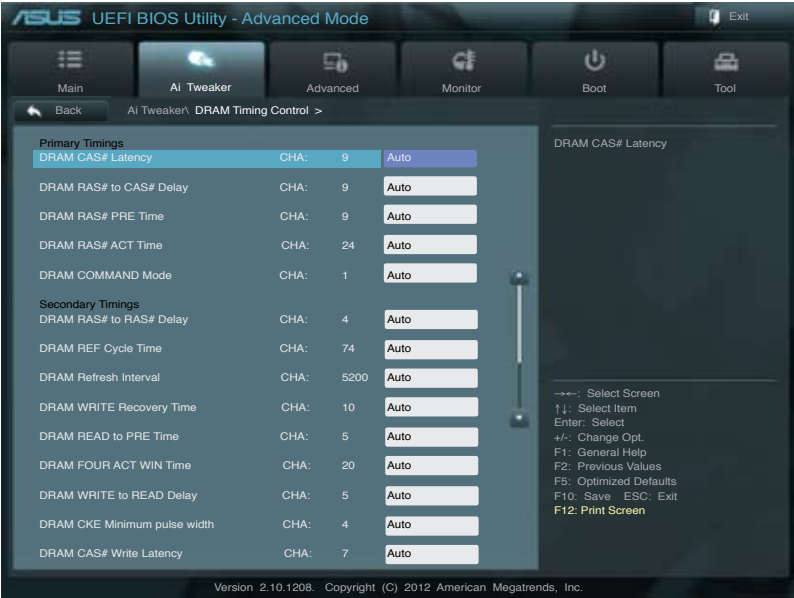 ASUS UEFI BIOS Utility - Advanced Mode
Exit
Main
Ai Tweaker
Advanced
Monitor
Boot
Tool
Back Ai Tweaker\ DRAM Timing Control >
Primary Timings
DRAM CAS# Latency CHA: 9 Auto
DRAM RAS# to CAS# Delay CHA: 9 Auto
DRAM RAS# PRE Time CHA: 9 Auto
DRAM RAS# ACT Time CHA: 24 Auto
DRAM COMMAND Mode CHA: 1 Auto
Secondary Timings
DRAM RAS# to RAS# Delay CHA: 4 Auto
DRAM REF Cycle Time CHA: 74 Auto
DRAM Refresh Interval CHA: 5200 Auto
DRAM WRITE Recovery Time CHA: 10 Auto
DRAM READ to PRE Time CHA: 5 Auto
DRAM FOUR ACT WIN Time CHA: 20 Auto
DRAM WRITE to READ Delay CHA: 5 Auto
DRAM CKE Minimum pulse width CHA: 4 Auto
DRAM CAS# Write Latency CHA: 7 Auto
DRAM CAS# Latency
→←: Select Screen
↑↓: Select Item
Enter: Select
+/-: Change Opt.
F1: General Help
F2: Previous Values
F5: Optimized Defaults
F10: Save ESC: Exit
F12: Print Screen
Version 2.10.1208. Copyright (C) 2012 American Megatrends, Inc.